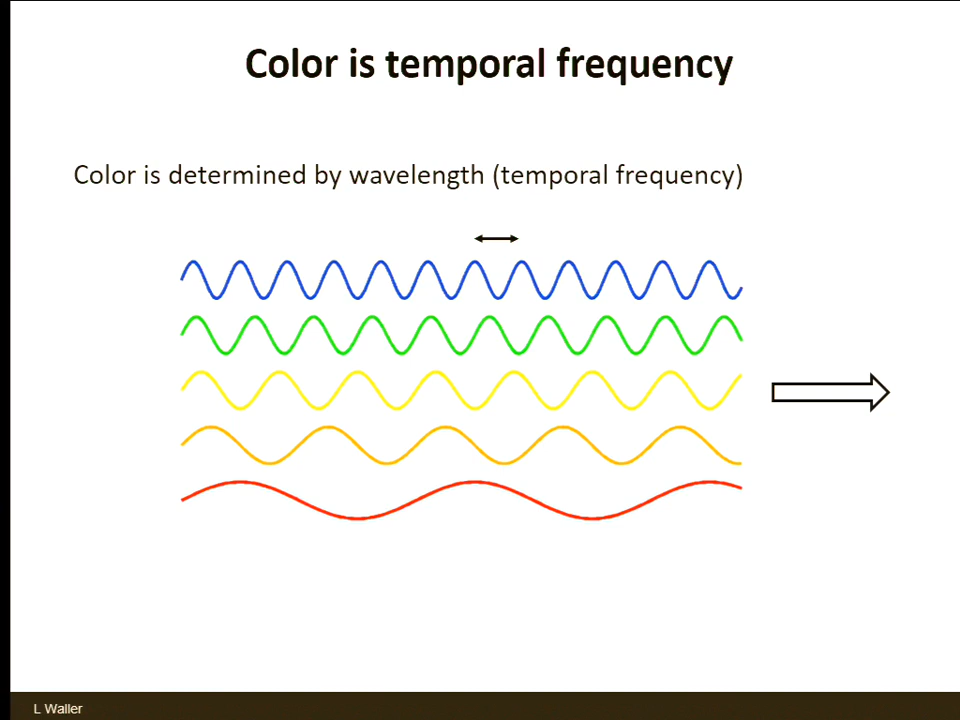 Color is temporal frequency
Color is determined by wavelength (temporal frequency)
L Waller